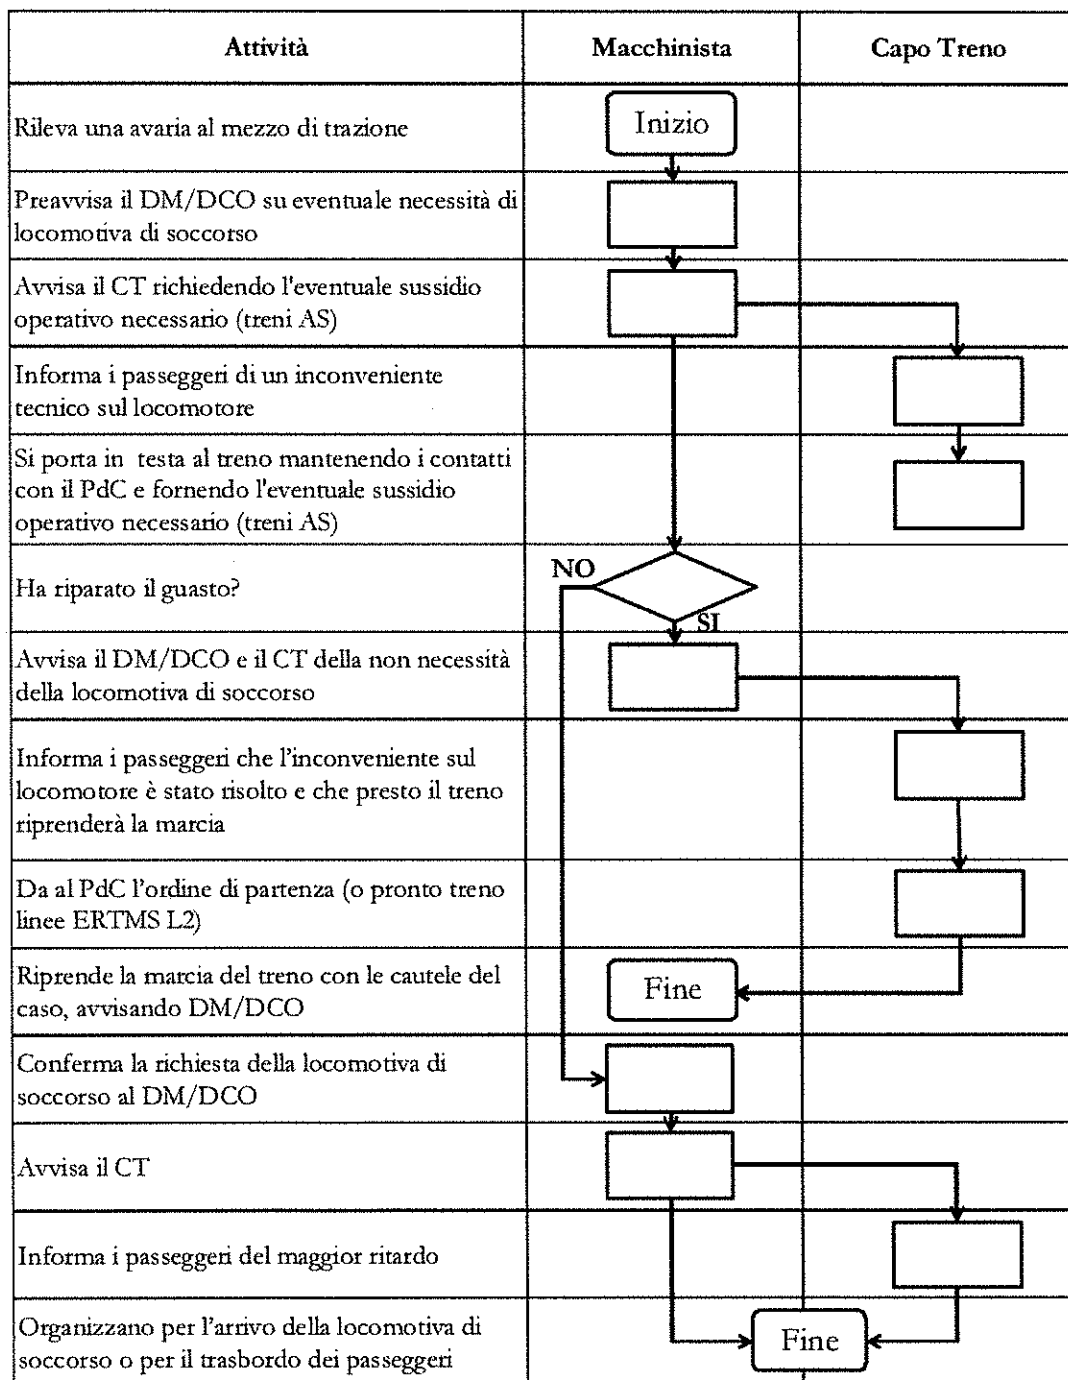 Attività
Macchinista
Capo Treno
Rileva una avaria al mezzo di trazione
Inizio
Preavvisa il DM/DCO su eventuale necessità di
locomotiva di soccorso
Avvisa il CT richiedendo l'eventuale sussidio
operativo necessario (treni AS)
Informa i passeggeri di un inconveniente
tecnico sul locomotore
Si porta in testa al treno mantenendo i contatti
con il PdC e fornendo l'eventuale sussidio
operativo necessario (treni AS)
Ha riparato il guasto?
NO
SI
Avvisa il DM/DCO e il CT della non necessità
della locomotiva di soccorso
Informa i passeggeri che l'inconveniente sul
locomotore è stato risolto e che presto il treno
riprenderà la marcia
Da al PdC l'ordine di partenza (o pronto treno
linee ERTMS L2)
Riprende la marcia del treno con le cautele del
caso, avvisando DM/DCO
Fine
Conferma la richiesta della locomotiva di
soccorso al DM/DCO
Avvisa il CT
Informa i passeggeri del maggior ritardo
Organizzano per l'arrivo della locomotiva di
soccorso o per il trasbordo dei passeggeri
Fine